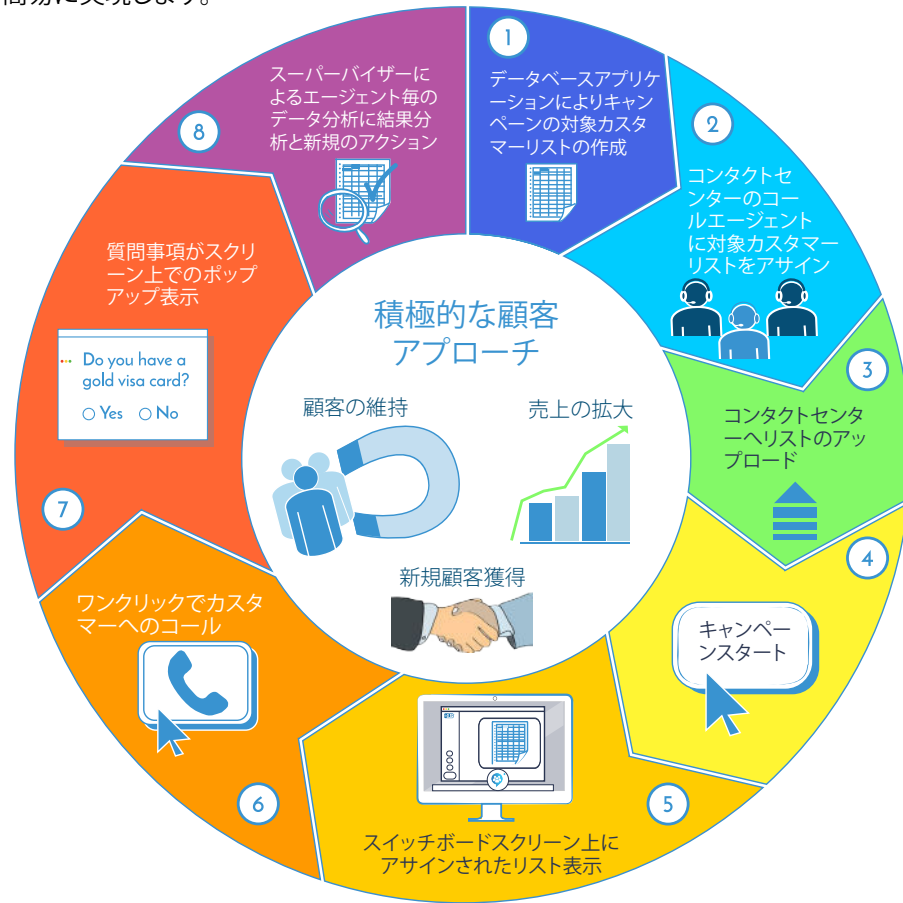 簡易に実現します。
1
データベースアプリケ
ーションによりキャン
ペーンの対象カスタ
マーリストの作成
2
コンタクトセ
ンターのコー
ルエージェント
に対象カスタマー
リストをアサイン
3
コンタクトセンタ
ーへリストのアッ
プロード
4
キャンペー
ンスタート
5
スイッチボードスクリーン上に
アサインされたリスト表示
6
ワンクリックでカスタ
マーへのコール
7
質問事項がスクリ
ーン上でのポップ
アップ表示
Do you have a
gold visa card?
Yes No
8
スーパーバイザーに
よるエージェント毎の
データ分析に結果分
析と新規のアクション
積極的な顧客
アプローチ
顧客の維持
売上の拡大
新規顧客獲得